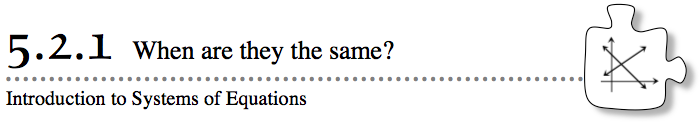 5.2.1 When are they the same?
Introduction to Systems of Equations